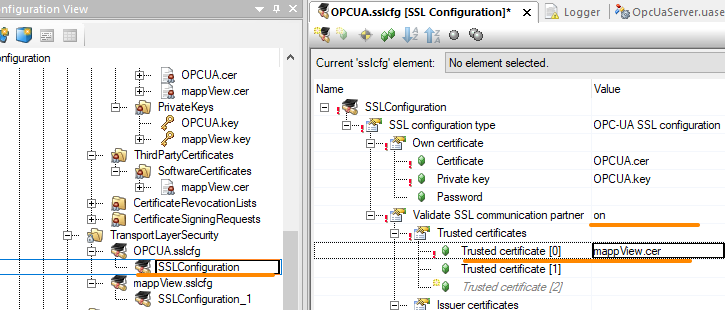 onfiguration View
onfiguration
OPCUA.cer
mappView.cer
PrivateKeys
OPCUA.key
mappView.key
ThirdPartyCertificates
SoftwareCertificates
mappView.cer
CertificateRevocationLists
CertificateSigningRequests
TransportLayerSecurity
OPCUA.sslcfg
SSLConfiguration
mappView.sslcfg
SSLConfiguration_1
OPCUA.sslcfg [SSL Configuration]*
Logger
OpcUaServer.uase
Current 'sslcfg' element: No element selected.
Name Value
SSLConfiguration
SSL configuration type OPC-UA SSL configuration
Own certificate
Certificate OPCUA.cer
Private key OPCUA.key
Password
Validate SSL communication partner on
Trusted certificates
Trusted certificate [0] mappView.cer
Trusted certificate [1]
Trusted certificate [2]
Issuer certificates